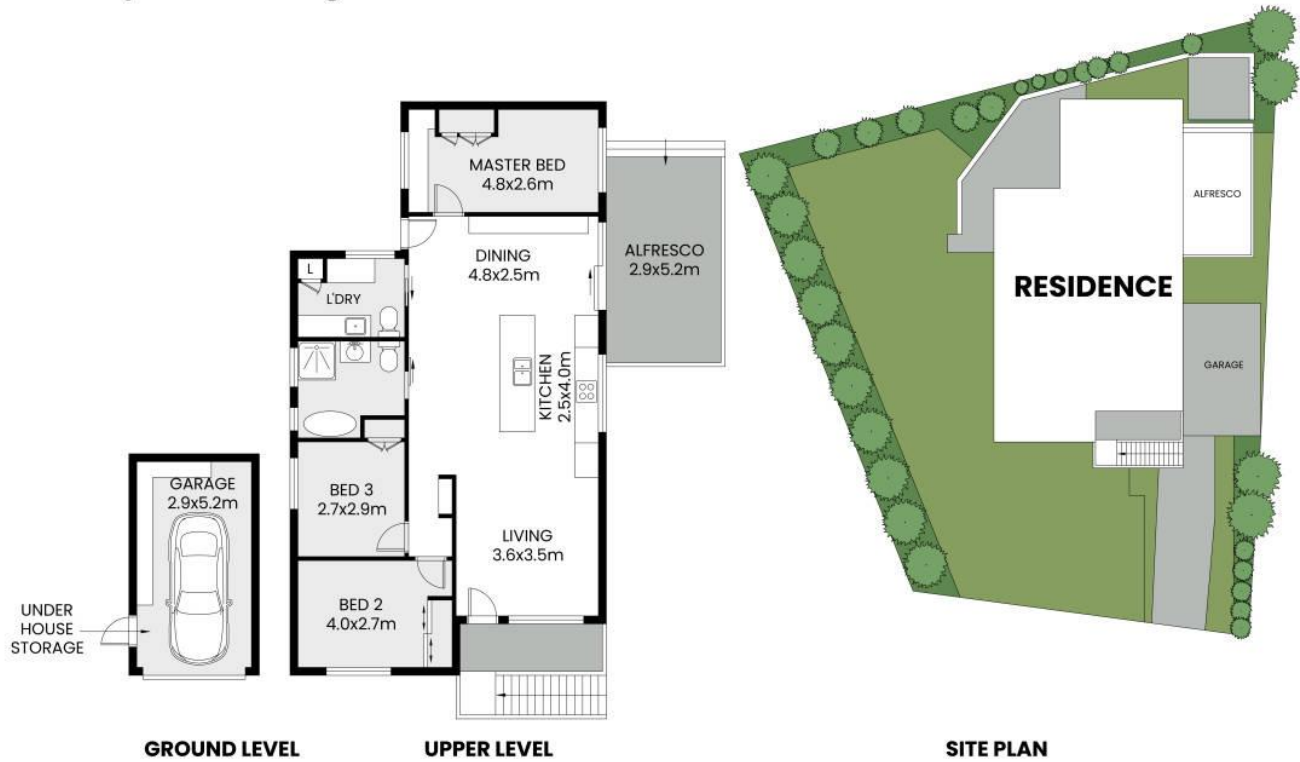 MASTER BED
4.8x2.6m
DINING
4.8x2.5m
ALFRESCO
2.9x5.2m
L
L'DRY
KITCHEN
2.5x4.0m
BED 3
2.7x2.9m
LIVING
3.6x3.5m
BED 2
4.0x2.7m
GARAGE
2.9x5.2m
UNDER
HOUSE
STORAGE
GROUND LEVEL
UPPER LEVEL
ALFRESCO
RESIDENCE
GARAGE
SITE PLAN